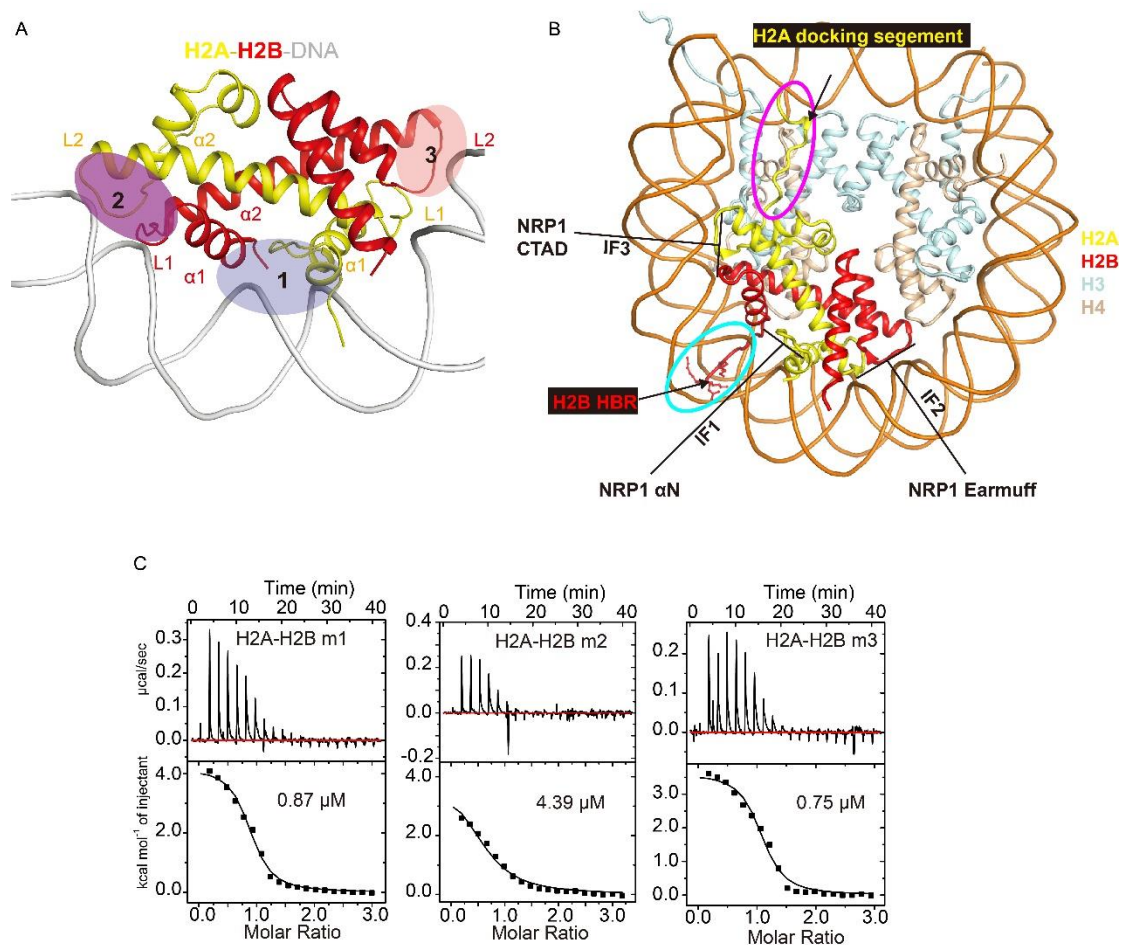 A
H2A-H2B-DNA
L2
α2
3
L2
2
α2
L1
L1
α1
1
α1
B
H2A docking segement
NRP1
CTAD
IF3
H2A
H2B
H3
H4
H2B HBR
IF1
IF2
NRP1 αN
NRP1 Earmuff
C
Time (min)
0 10 20 30 40
H2A-H2B m1
µcal/sec
0.3
0.2
0.1
0.0
kcal mol⁻¹ of Injectant
4.0
2.0
0.0
0.87 µM
0.0 1.0 2.0 3.0
Molar Ratio
Time (min)
0 10 20 30 40
H2A-H2B m2
0.4
0.2
0.0
-0.2
4.0
2.0
0.0
4.39 µM
0.0 1.0 2.0 3.0
Molar Ratio
Time (min)
0 10 20 30 40
H2A-H2B m3
0.2
0.1
0.0
3.0
2.0
1.0
0.0
0.75 µM
0.0 1.0 2.0 3.0
Molar Ratio